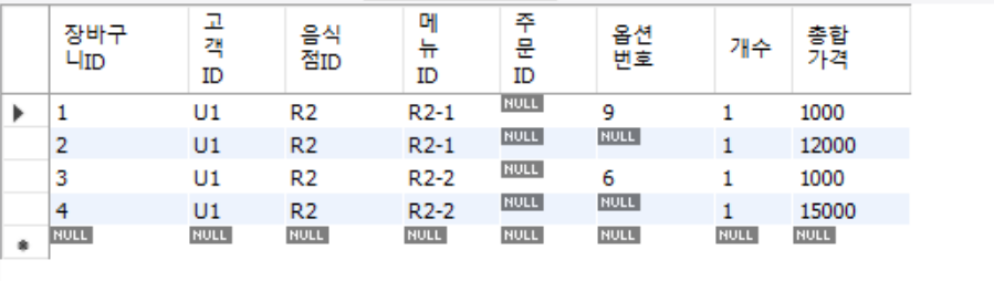 장바구니ID 고객ID 음식점ID 메뉴ID 주문ID 옵션번호 개수 총합가격
1 U1 R2 R2-1 NULL 9 1 1000
2 U1 R2 R2-1 NULL NULL 1 12000
3 U1 R2 R2-2 NULL 6 1 1000
4 U1 R2 R2-2 NULL NULL 1 15000
NULL NULL NULL NULL NULL NULL NULL NULL